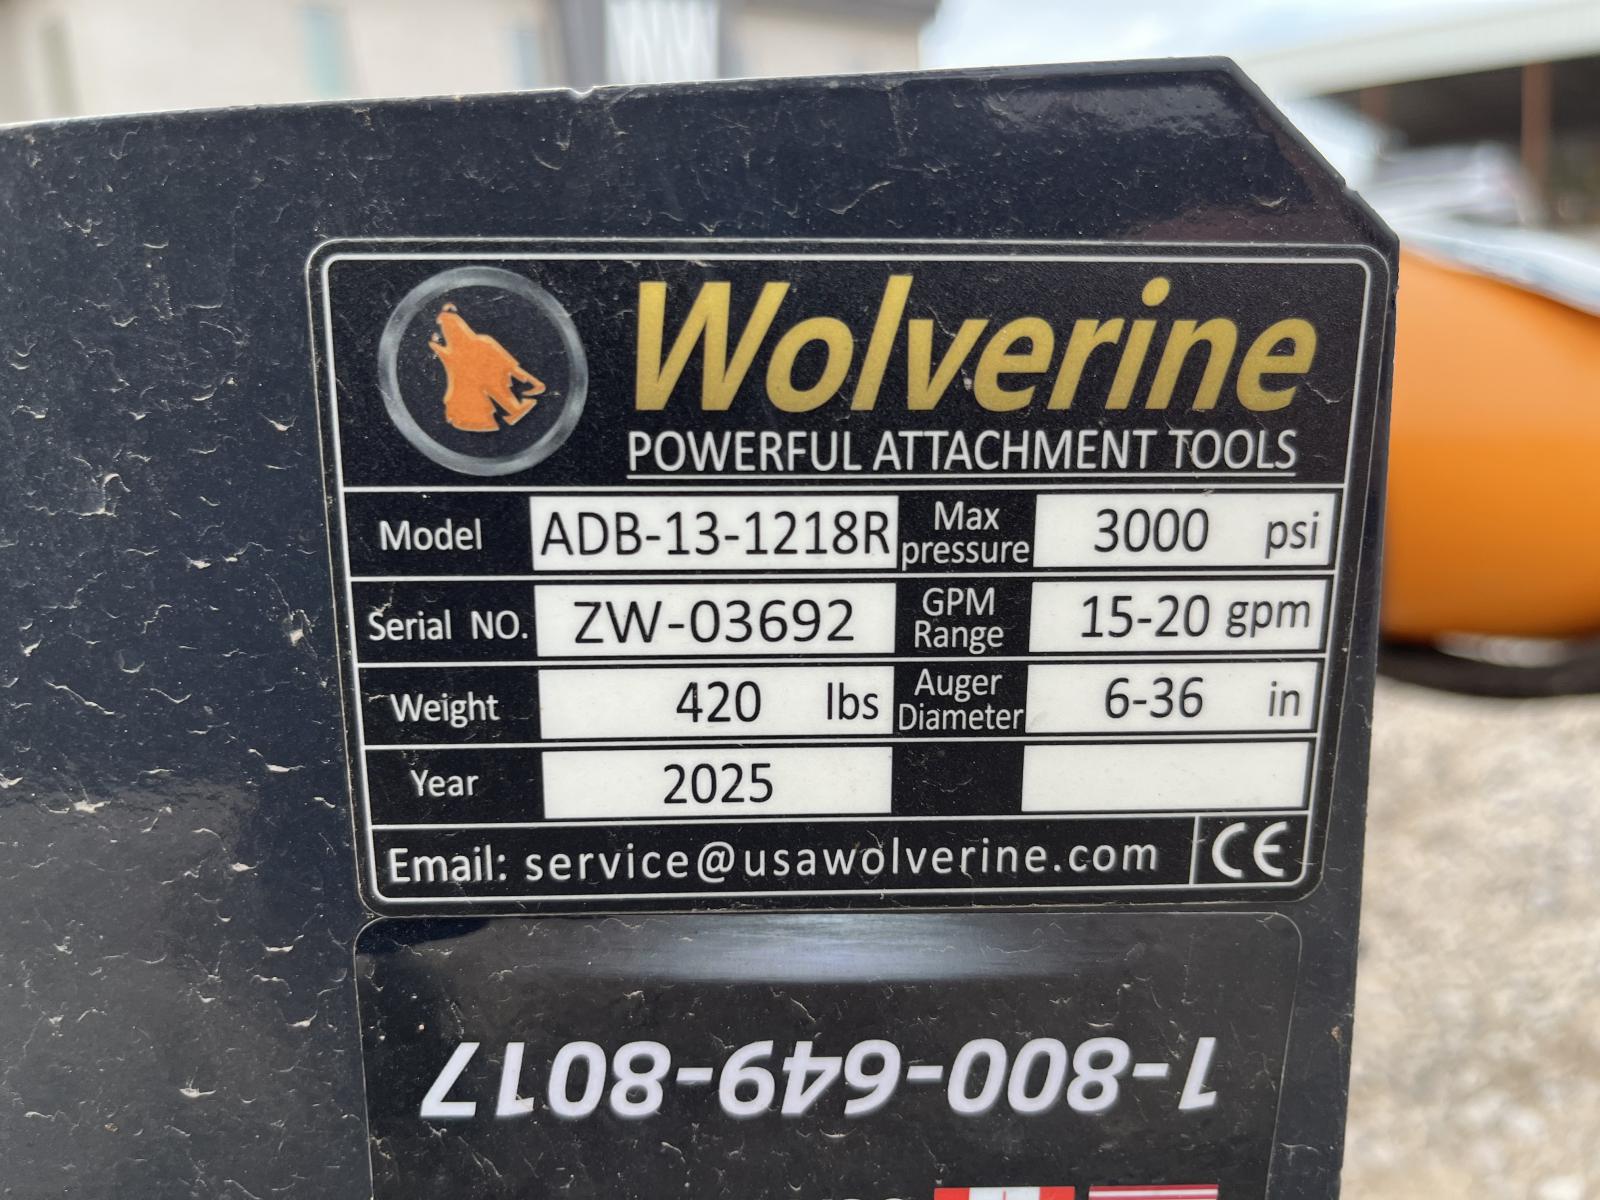 Wolverine
POWERFUL ATTACHMENT TOOLS
Model ADB-13-1218R Max pressure 3000 psi
Serial NO. ZW-03692 GPM Range 15-20 gpm
Weight 420 lbs Auger Diameter 6-36 in
Year 2025
Email: service@usawolverine.com CE
1-800-649-8017